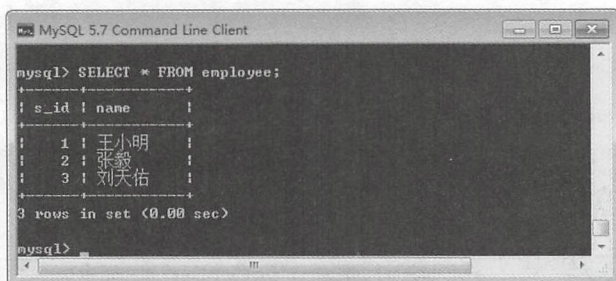 MySQL 5.7 Command Line Client
mysql> SELECT * FROM employee;
+------+--------+
| s_id | name |
+------+--------+
| 1 | 王小明 |
| 2 | 张毅 |
| 3 | 刘天佑 |
+------+--------+
3 rows in set (0.00 sec)
mysql>